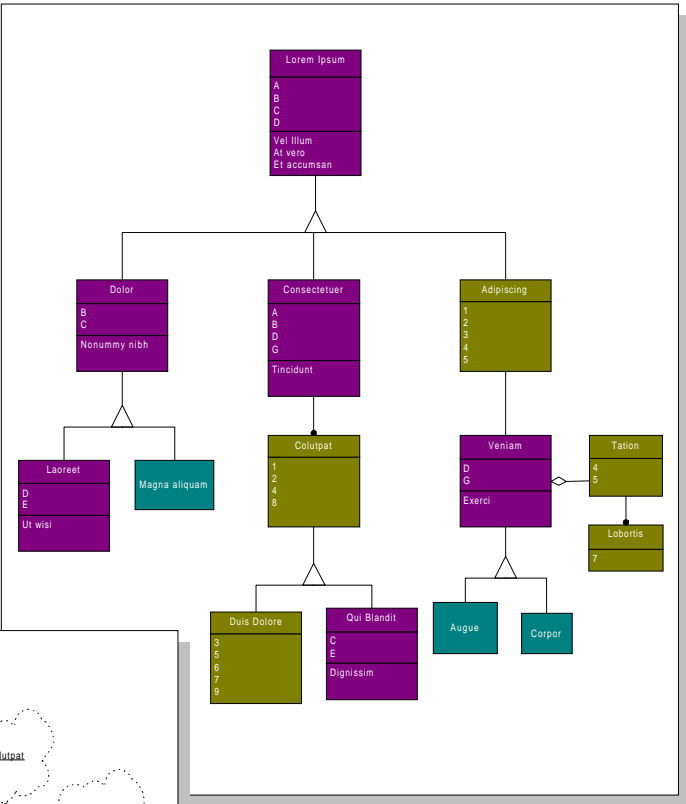 Lorem Ipsum
A
B
C
D
Vel Illum
At vero
Et accumsan
Dolor
B
C
Nonummy nibh
Consectetuer
A
B
D
G
Tincidunt
Adipiscing
1
2
3
4
5
Laoreet
D
E
Ut wisi
Magna aliquam
Colutpat
1
2
4
8
Veniam
D
G
Exerci
Tation
4
5
Lobortis
7
Duis Dolore
3
5
6
7
9
Qui Blandit
C
E
Dignissim
Augue
Corpor
lutpat